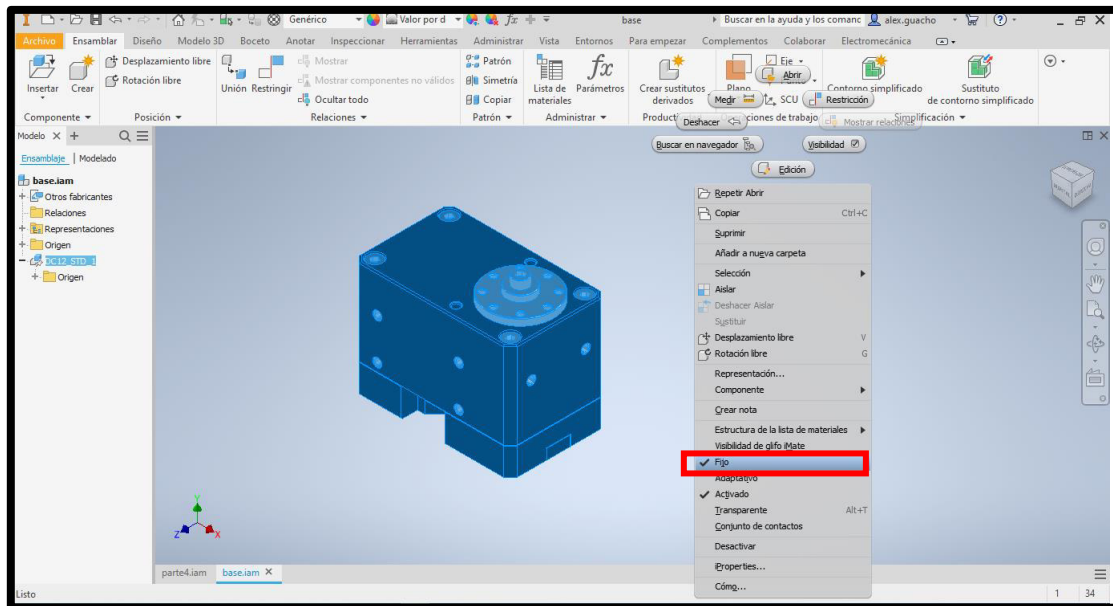 I Genérico Valor por d fx base Buscar en la ayuda y los comanc alex.guacho
Archivo Ensamblar Diseño Modelo 3D Boceto Anotar Inspeccionar Herramientas Administrar Vista Entornos Para empezar Complementos Colaborar Electromecánica
Insertar
Crear
Desplazamiento libre
Rotación libre
Unión Restringir
Mostrar
Mostrar componentes no válidos
Ocultar todo
Patrón
Simetría
Copiar
Lista de materiales
fx
Parámetros
Crear sustitutos derivados
Plano
Eje
SCU
Contorno simplificado
Sustituto de contorno simplificado
Componente Posición Relaciones Patrón Administrar Product ciones de trabajo Simplificación
Abrir
Medir
Restricción
Deshacer
Mostrar relaciones
Buscar en navegador
Visibilidad
Edición
Modelo X +
Ensamblaje | Modelado
base.iam
Otros fabricantes
Relaciones
Representaciones
Origen
DC12_STD_1
Origen
Repetir Abrir
Copiar Ctrl+C
Suprimir
Añadir a nueva carpeta
Selección
Aislar
Deshacer Aislar
Sustituir
Desplazamiento libre V
Rotación libre G
Representación...
Componente
Crear nota
Estructura de la lista de materiales
Visibilidad de glifo iMate
Fijo
Adaptativo
Activado
Transparente Alt+T
Conjunto de contactos
Desactivar
iProperties...
Cómo...
Y
Z
X
parte4.iam base.iam X
Listo 1 34